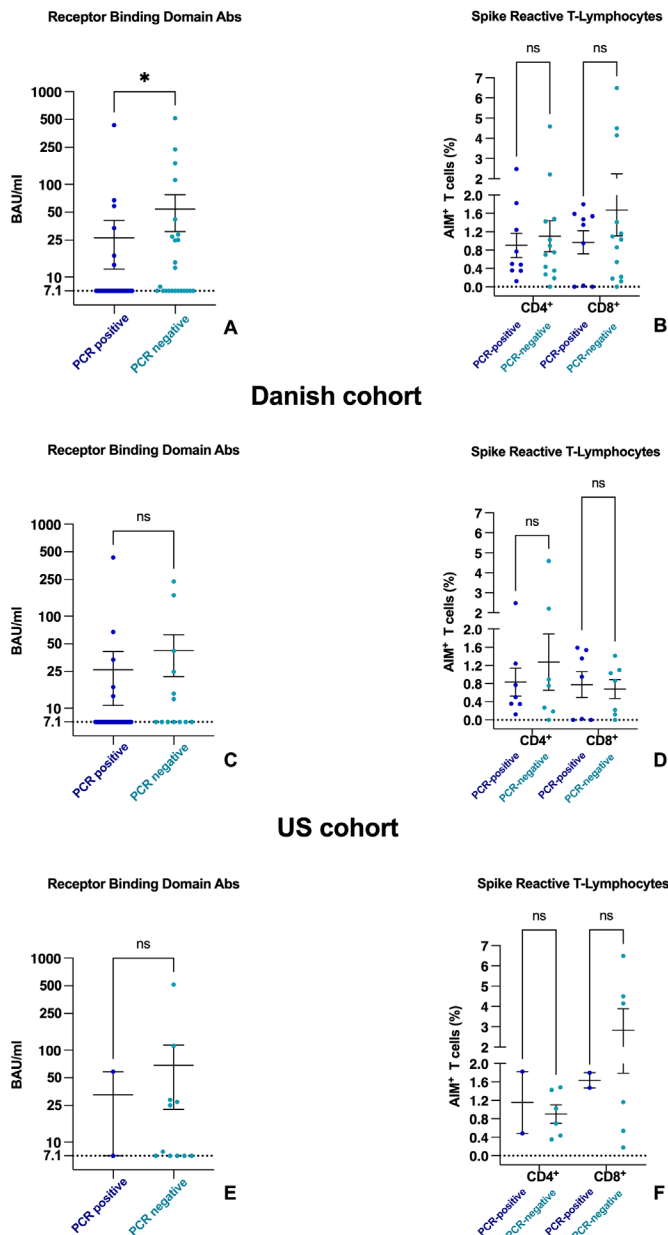 Receptor Binding Domain Abs
Spike Reactive T-Lymphocytes
*
ns
ns
1000
500
250
100
50
25
10
7.1
BAU/ml
7
6
5
4
3
2
2.0
1.6
1.2
0.8
0.4
0.0
AIM+ T cells (%)
CD4+
CD8+
PCR positive
PCR negative
A
PCR-positive
PCR-negative
PCR-positive
PCR-negative
B
Danish cohort
Receptor Binding Domain Abs
Spike Reactive T-Lymphocytes
ns
ns
ns
1000
500
250
100
50
25
10
7.1
BAU/ml
7
6
5
4
3
2
2.0
1.6
1.2
0.8
0.4
0.0
AIM+ T cells (%)
CD4+
CD8+
PCR positive
PCR negative
C
PCR-positive
PCR-negative
PCR-positive
PCR-negative
D
US cohort
Receptor Binding Domain Abs
Spike Reactive T-Lymphocytes
ns
ns
ns
1000
500
250
100
50
25
10
7.1
BAU/ml
7
6
5
4
3
2
2.0
1.6
1.2
0.8
0.4
0.0
AIM+ T cells (%)
CD4+
CD8+
PCR positive
PCR negative
E
PCR-positive
PCR-negative
PCR-positive
PCR-negative
F